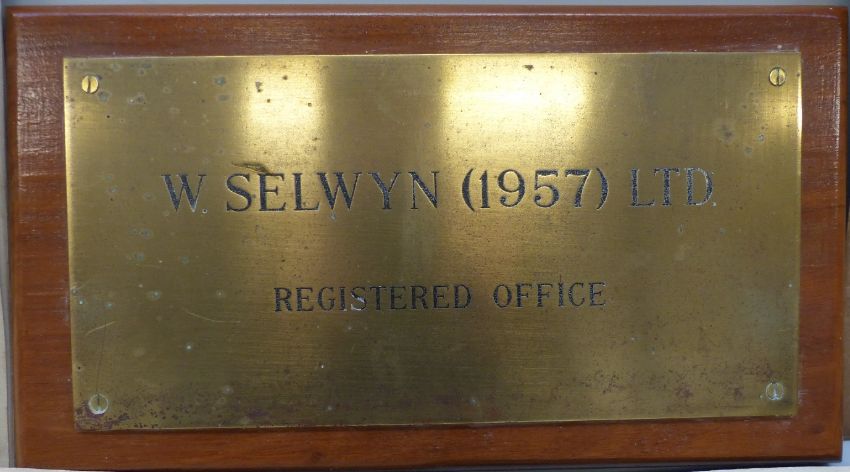 W. SELWYN (1957) LTD.
REGISTERED OFFICE